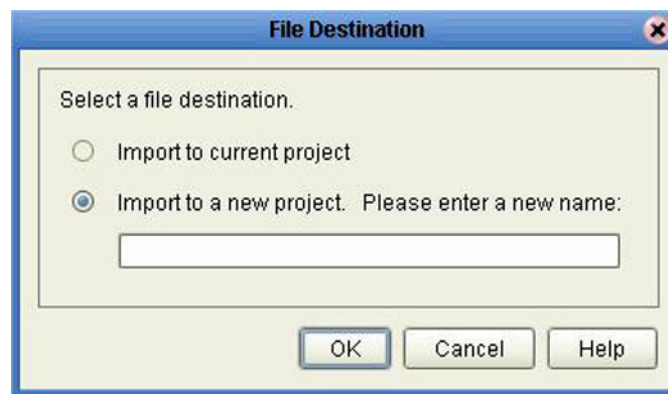 File Destination
Select a file destination.
Import to current project
Import to a new project. Please enter a new name:
OK Cancel Help